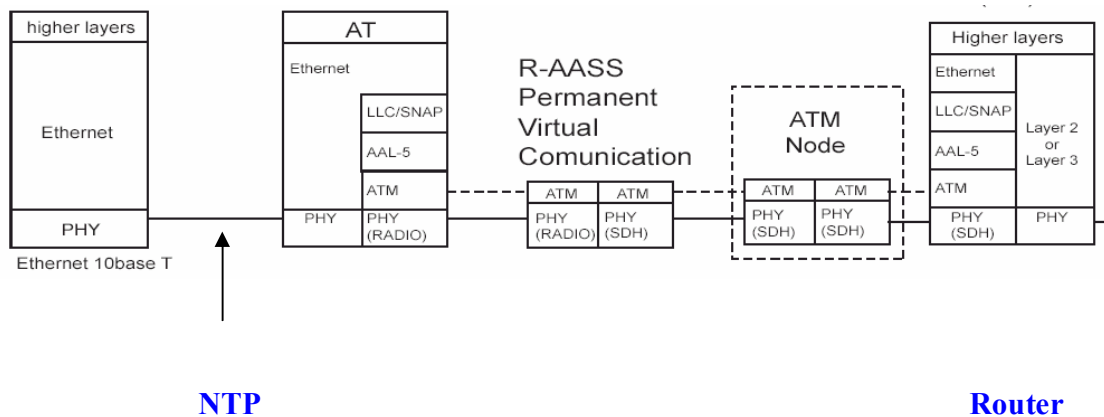 higher layers
Ethernet
PHY
Ethernet 10base T
AT
Ethernet
LLC/SNAP
AAL-5
ATM
PHY
PHY
(RADIO)
R-AASS
Permanent
Virtual
Comunication
ATM
ATM
PHY
(RADIO)
PHY
(SDH)
ATM
Node
ATM
ATM
PHY
(SDH)
PHY
(SDH)
Higher layers
Ethernet
LLC/SNAP
AAL-5
ATM
Layer 2
or
Layer 3
PHY
(SDH)
PHY
NTP
Router